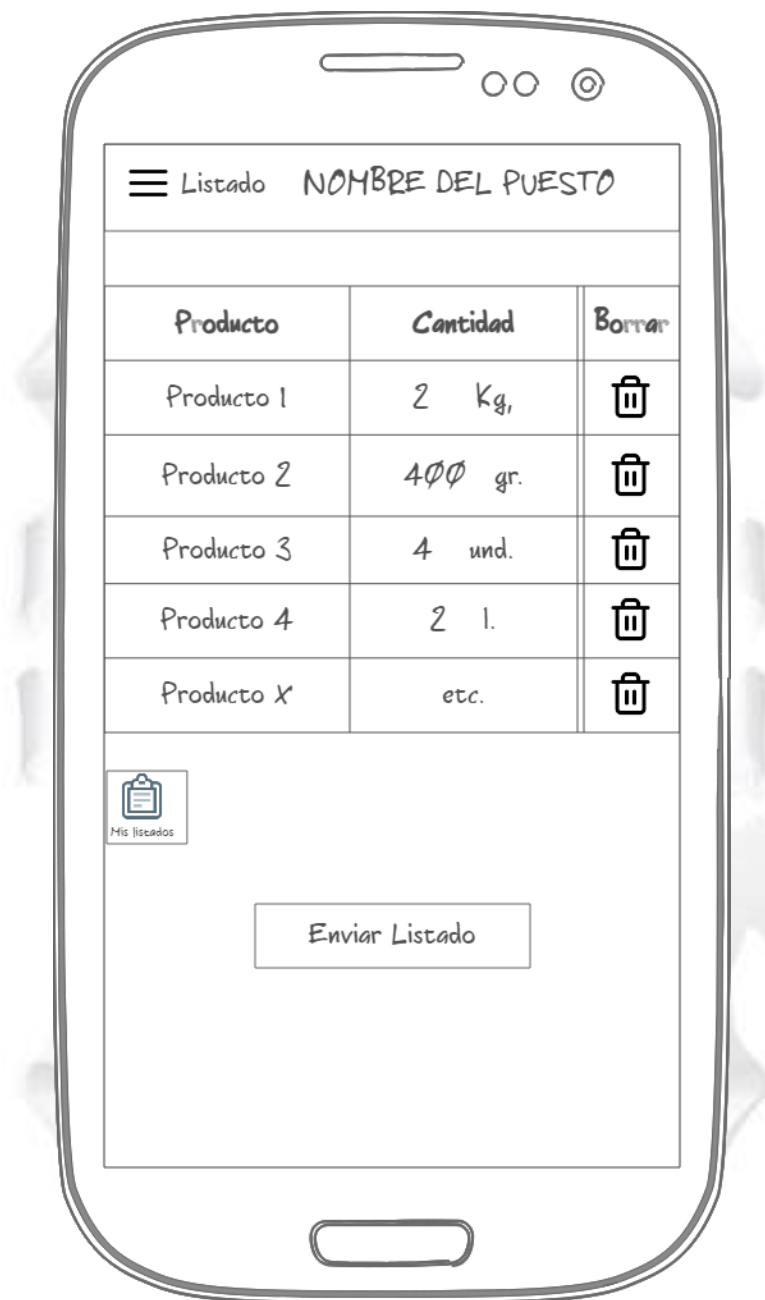 Listado NOMBRE DEL PUESTO
Producto Cantidad Borrar
Producto 1 2 Kg,
Producto 2 400 gr.
Producto 3 4 und.
Producto 4 2 l.
Producto X etc.
Mis listados
Enviar Listado